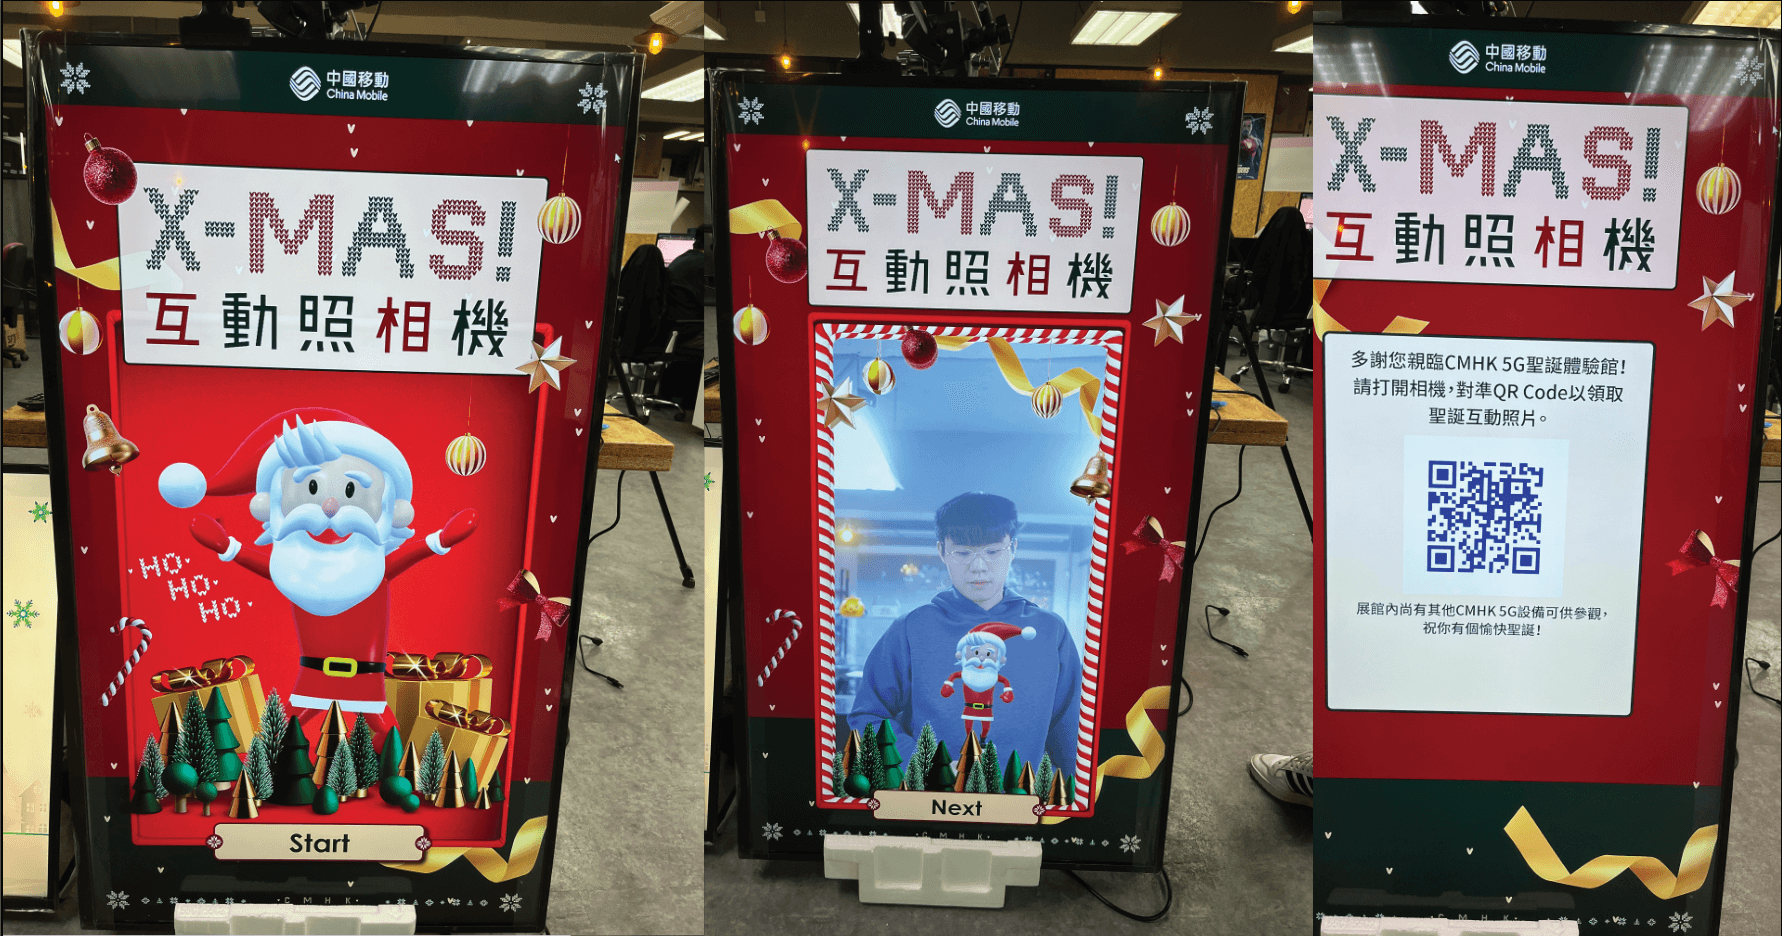 中國移動
China Mobile
X-MAS!
互動照相機
HO
HO
HO
Start
CMHK
中國移動
China Mobile
X-MAS!
互動照相機
Next
CMHK
中國移動
China Mobile
X-MAS!
互動照相機
多謝您親臨CMHK 5G聖誕體驗館！
請打開相機，對準QR Code以領取
聖誕互動照片。
展館內尚有其他CMHK 5G設備可供參觀，
祝你有個愉快聖誕！
CMHK